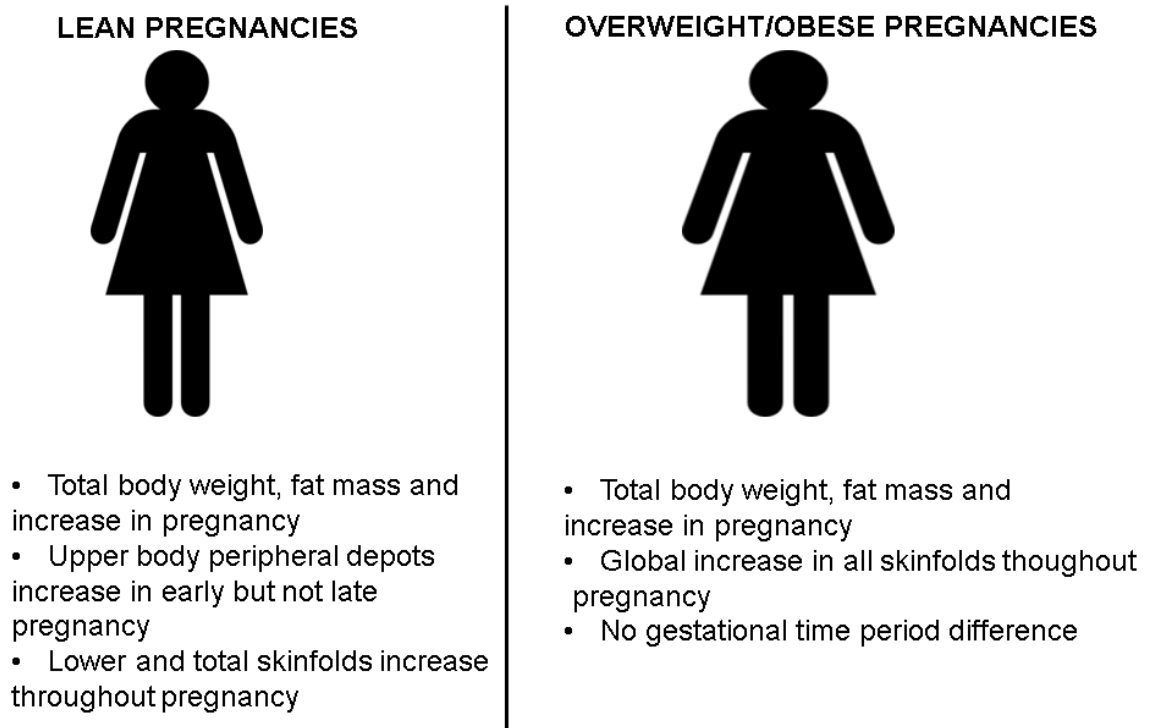 LEAN PREGNANCIES
• Total body weight, fat mass and
increase in pregnancy
• Upper body peripheral depots
increase in early but not late
pregnancy
• Lower and total skinfolds increase
throughout pregnancy
OVERWEIGHT/OBESE PREGNANCIES
• Total body weight, fat mass and
increase in pregnancy
• Global increase in all skinfolds thoughout
pregnancy
• No gestational time period difference